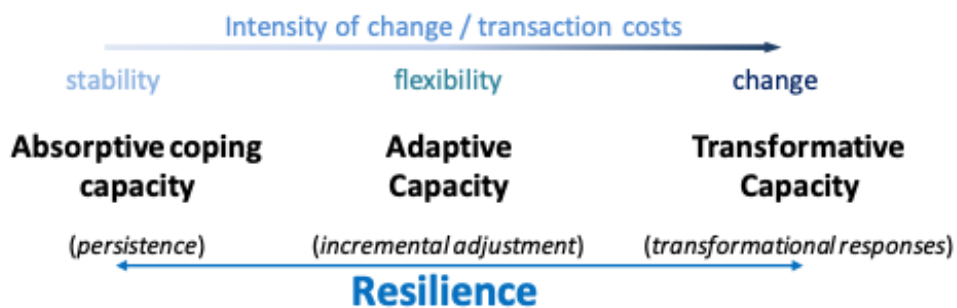 Intensity of change / transaction costs
stability flexibility change
Absorptive coping capacity
Adaptive Capacity
Transformative Capacity
(persistence) (incremental adjustment) (transformational responses)
Resilience